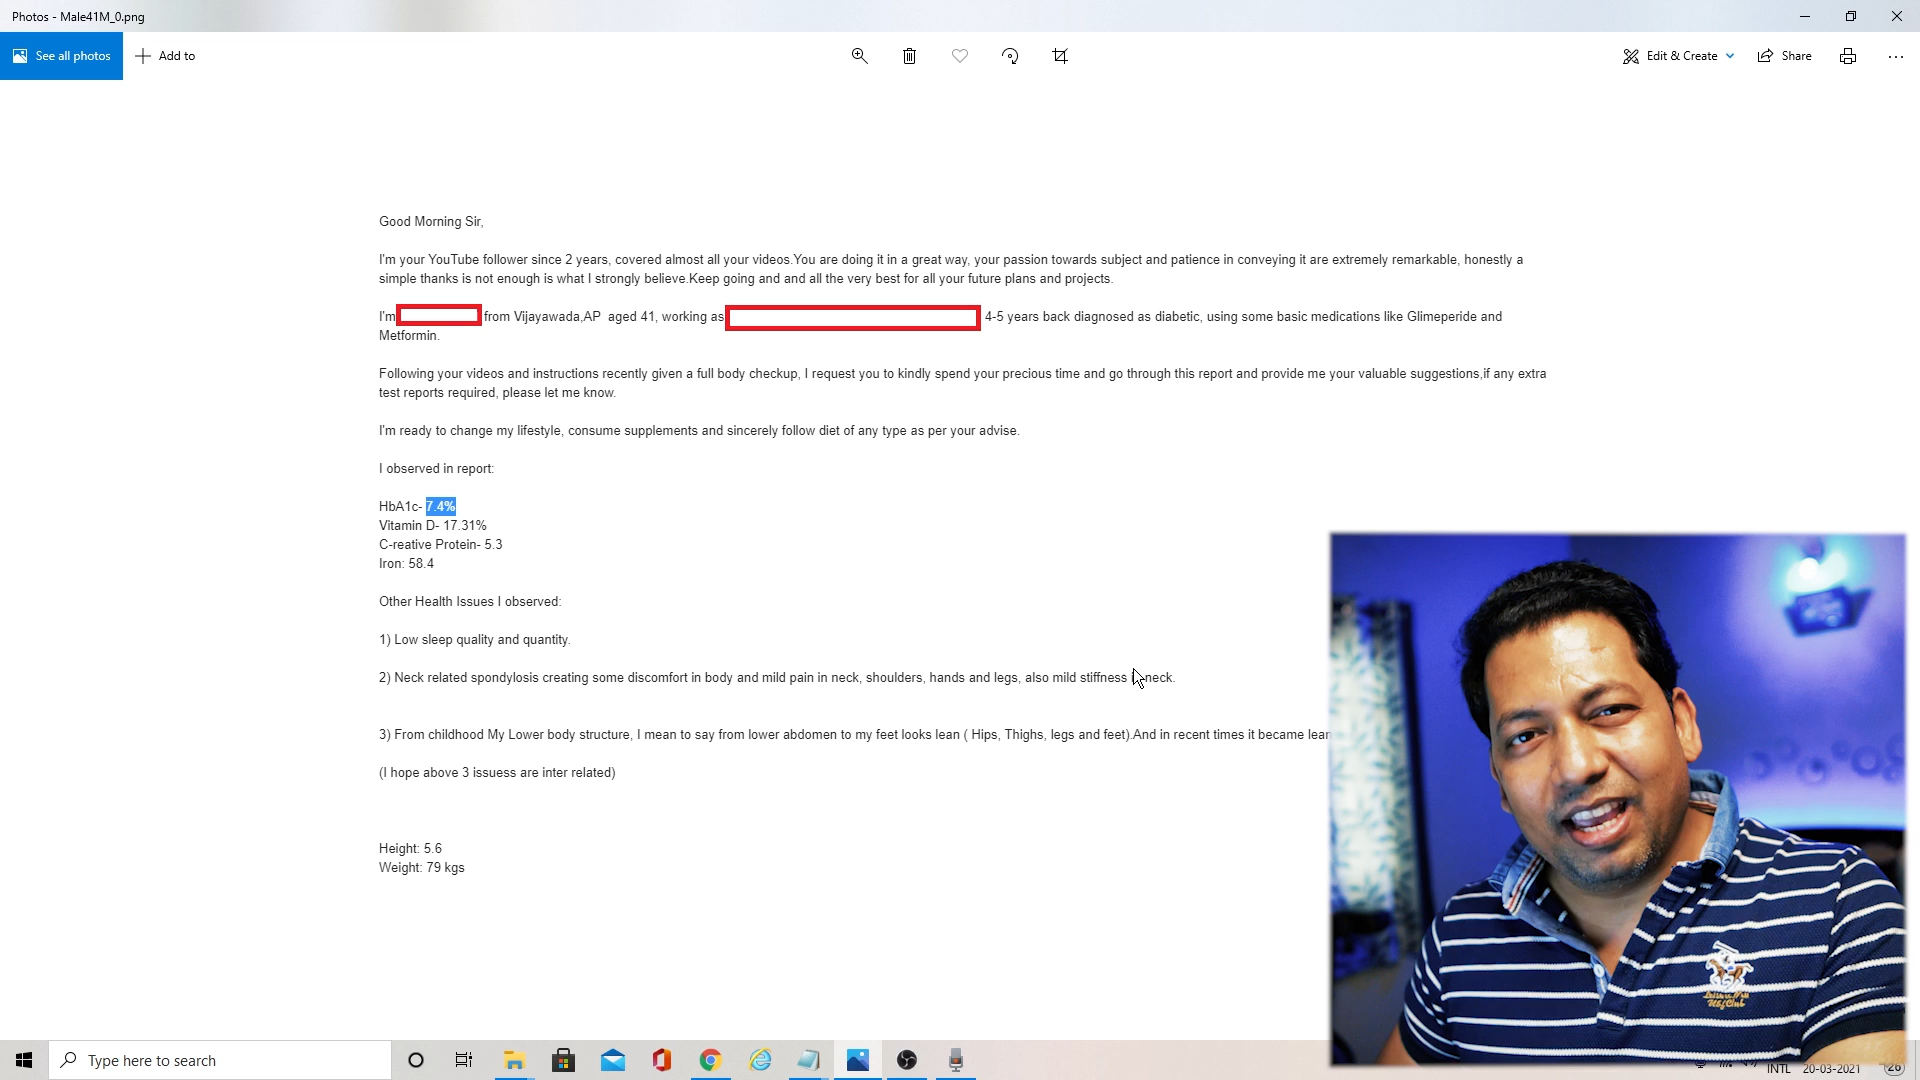 Photos - Male41M_0.png
See all photos
Add to
Edit & Create
Share
Good Morning Sir,
I'm your YouTube follower since 2 years, covered almost all your videos.You are doing it in a great way, your passion towards subject and patience in conveying it are extremely remarkable, honestly a
simple thanks is not enough is what I strongly believe.Keep going and and all the very best for all your future plans and projects.
I'm from Vijayawada,AP aged 41, working as 4-5 years back diagnosed as diabetic, using some basic medications like Glimeperide and
Metformin.
Following your videos and instructions recently given a full body checkup, I request you to kindly spend your precious time and go through this report and provide me your valuable suggestions,if any extra
test reports required, please let me know.
I'm ready to change my lifestyle, consume supplements and sincerely follow diet of any type as per your advise.
I observed in report:
HbA1c- 7.4%
Vitamin D- 17.31%
C-reative Protein- 5.3
Iron: 58.4
Other Health Issues I observed:
1) Low sleep quality and quantity.
2) Neck related spondylosis creating some discomfort in body and mild pain in neck, shoulders, hands and legs, also mild stiffness neck.
3) From childhood My Lower body structure, I mean to say from lower abdomen to my feet looks lean ( Hips, Thighs, legs and feet).And in recent times it became lean
(I hope above 3 issuess are inter related)
Height: 5.6
Weight: 79 kgs
Type here to search
INTL 20-03-2021
26